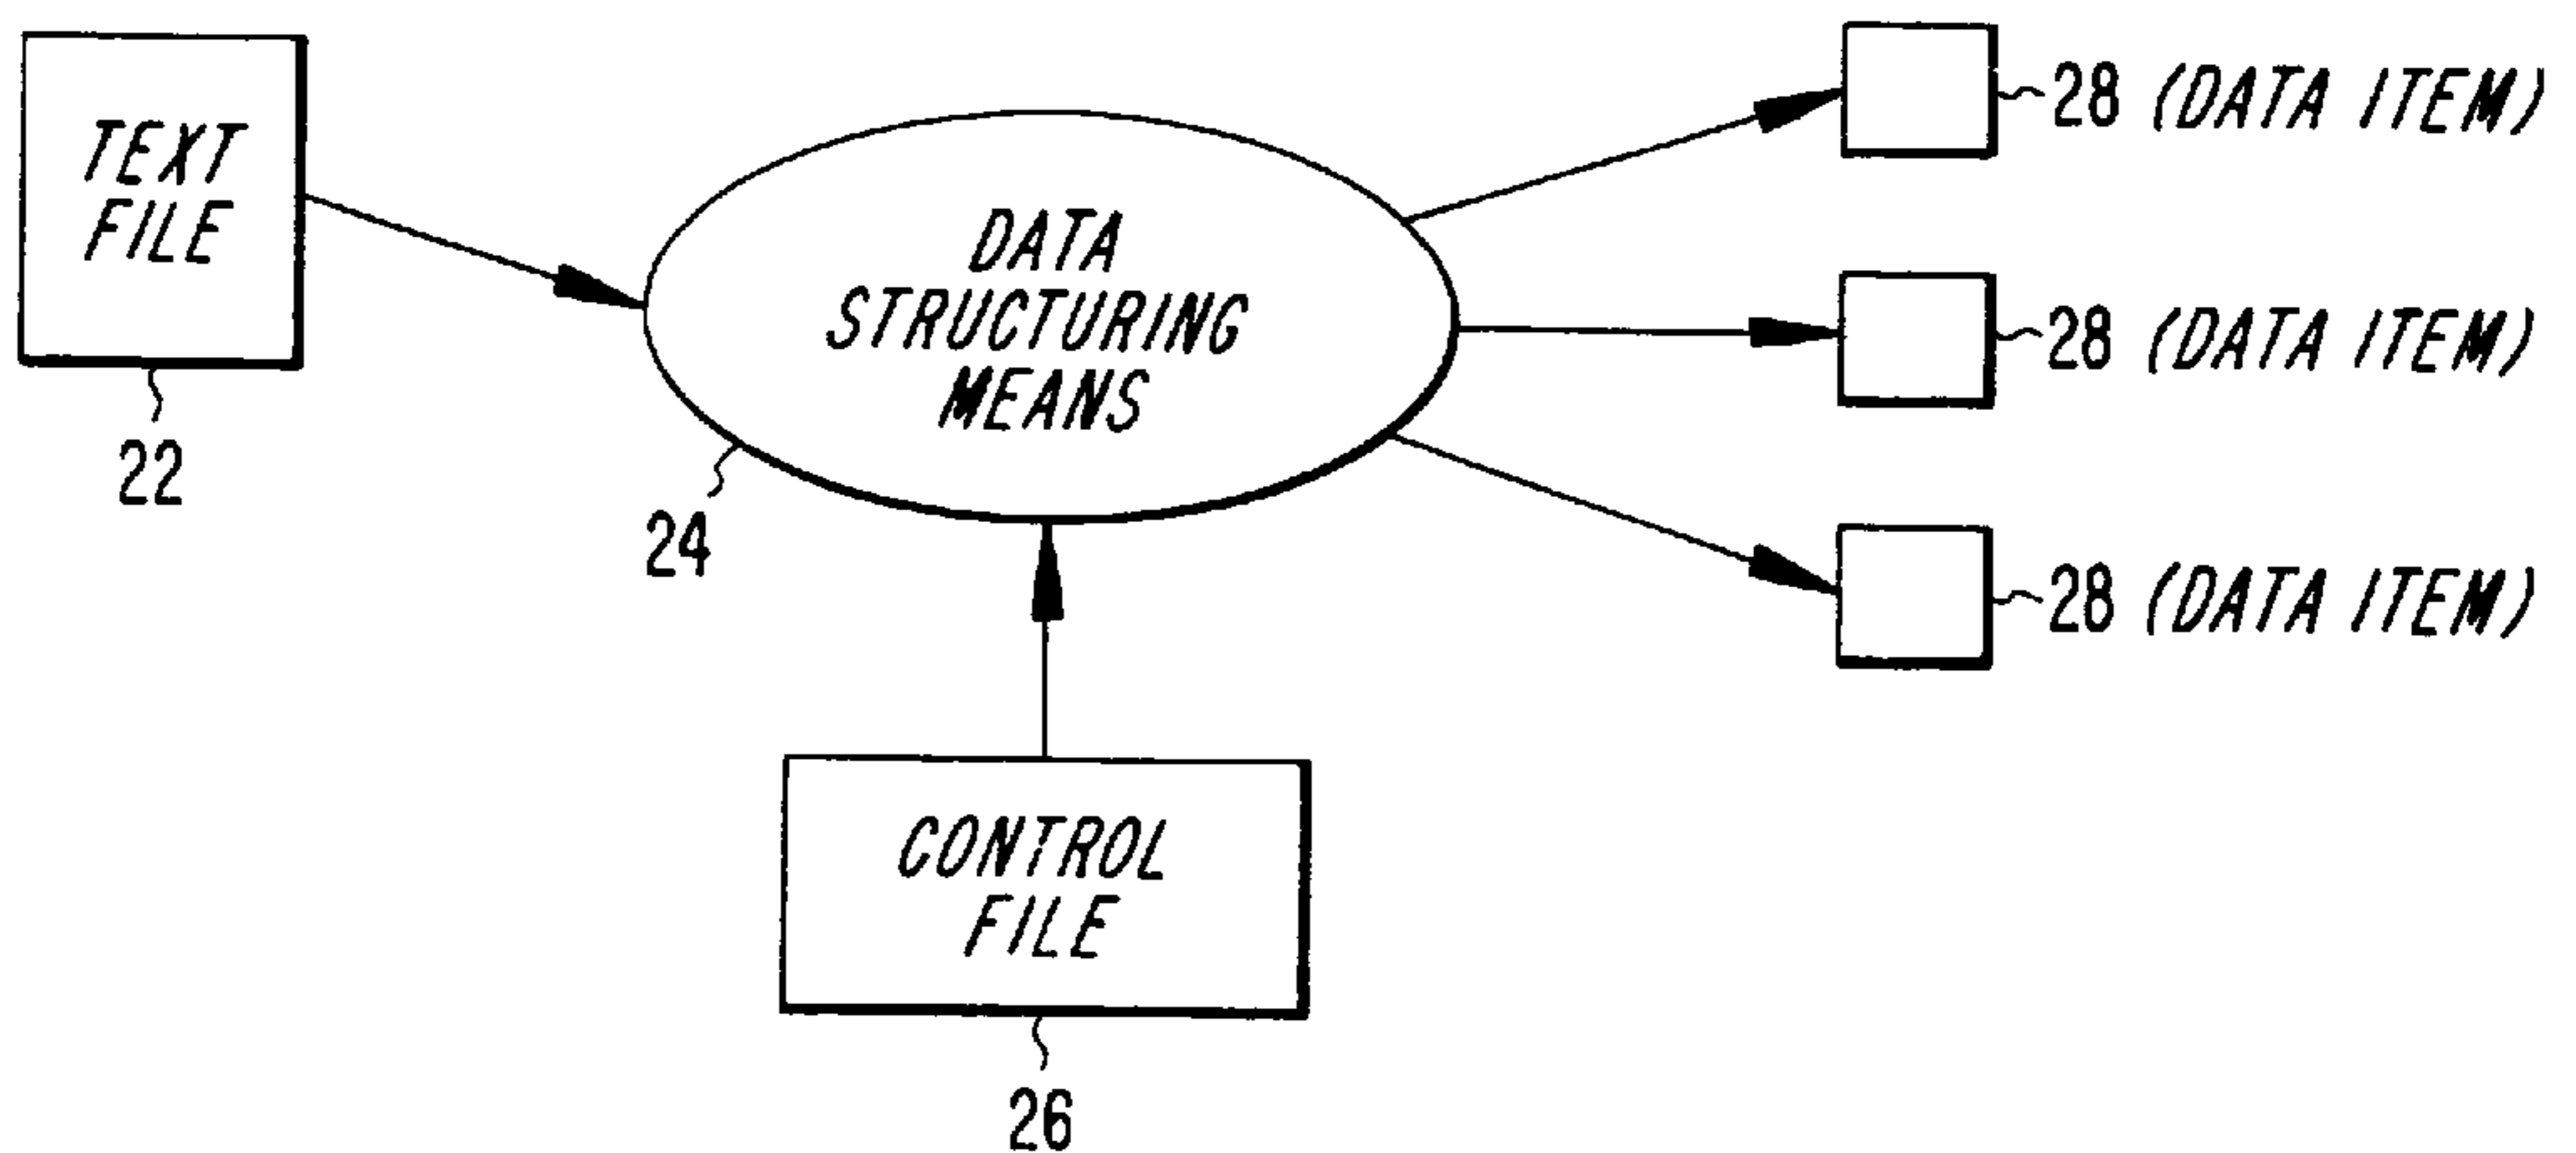 TEXT
FILE
22
DATA
STRUCTURING
MEANS
24
CONTROL
FILE
26
28 (DATA ITEM)
28 (DATA ITEM)
28 (DATA ITEM)